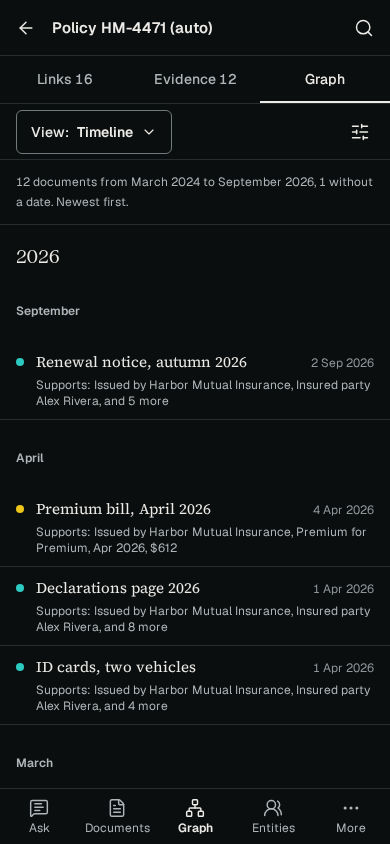 Policy HM-4471 (auto)
Links 16
Evidence 12
Graph
View: Timeline
12 documents from March 2024 to September 2026, 1 without
a date. Newest first.
2026
September
Renewal notice, autumn 2026
2 Sep 2026
Supports: Issued by Harbor Mutual Insurance, Insured party
Alex Rivera, and 5 more
April
Premium bill, April 2026
4 Apr 2026
Supports: Issued by Harbor Mutual Insurance, Premium for
Premium, Apr 2026, $612
Declarations page 2026
1 Apr 2026
Supports: Issued by Harbor Mutual Insurance, Insured party
Alex Rivera, and 8 more
ID cards, two vehicles
1 Apr 2026
Supports: Issued by Harbor Mutual Insurance, Insured party
Alex Rivera, and 4 more
March
Ask
Documents
Graph
Entities
More